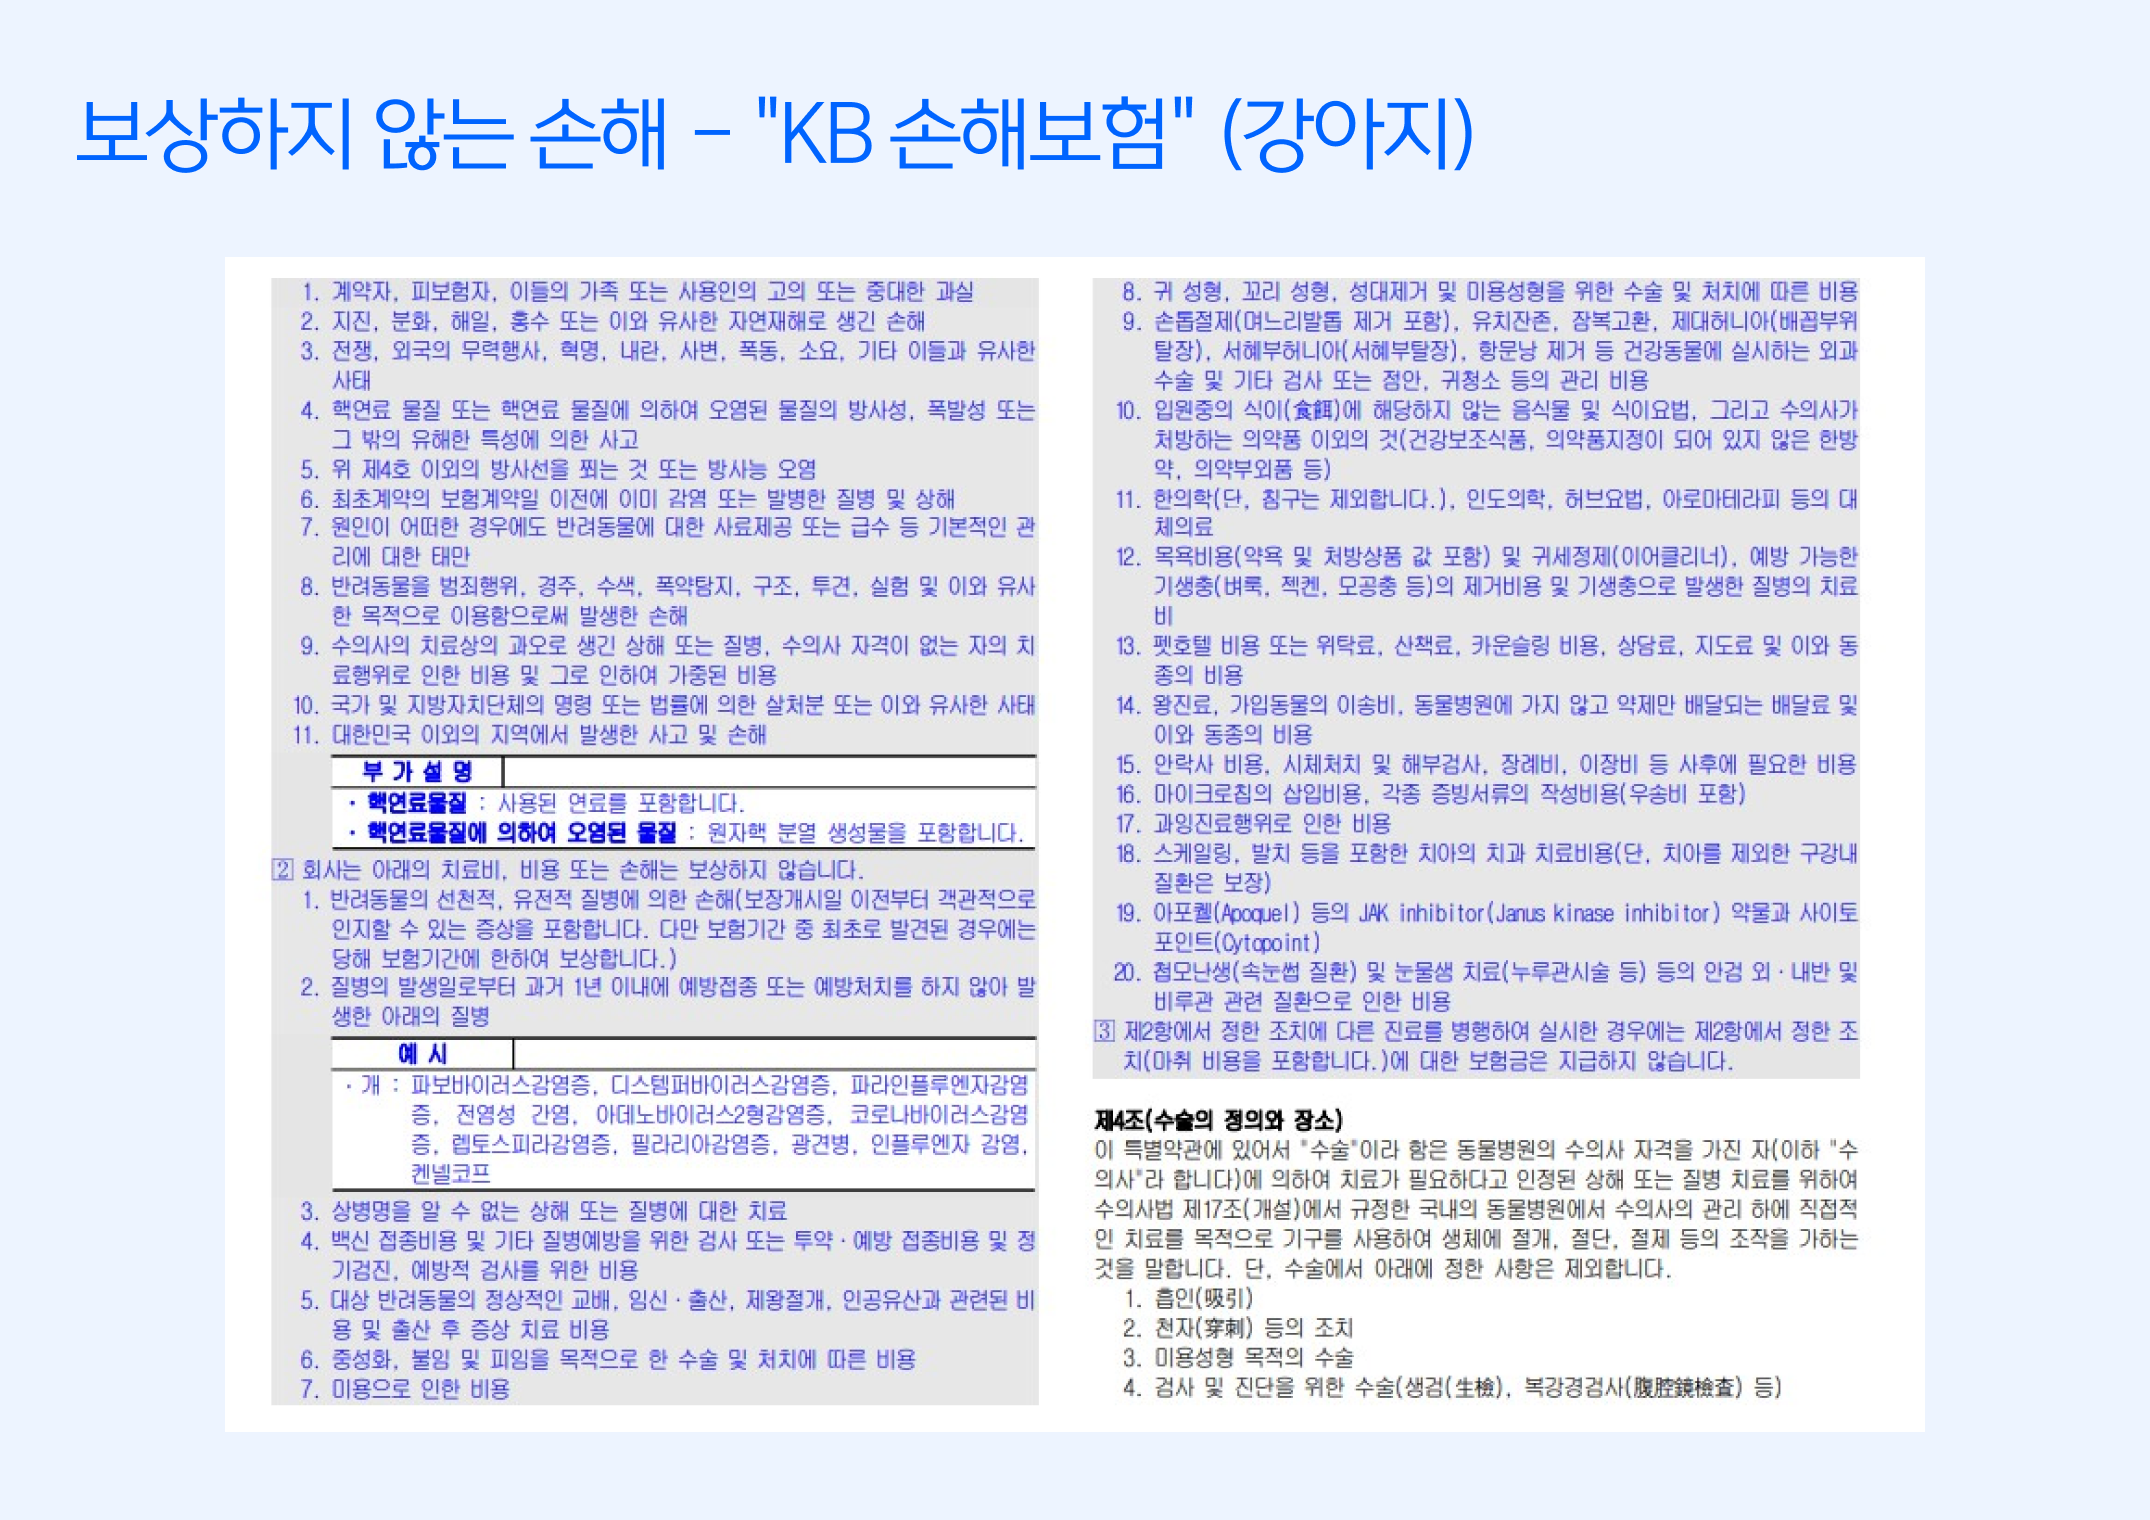 보상하지 않는 손해 – "KB 손해보험" (강아지)
1. 계약자, 피보험자, 이들의 가족 또는 사용인의 고의 또는 중대한 과실
2. 지진, 분화, 해일, 홍수 또는 이와 유사한 자연재해로 생긴 손해
3. 전쟁, 외국의 무력행사, 혁명, 내란, 사변, 폭동, 소요, 기타 이들과 유사한
사태
4. 핵연료 물질 또는 핵연료 물질에 의하여 오염된 물질의 방사성, 폭발성 또는
그 밖의 유해한 특성에 의한 사고
5. 위 제4호 이외의 방사선을 쬐는 것 또는 방사능 오염
6. 최초계약의 보험계약일 이전에 이미 감염 또는 발병한 질병 및 상해
7. 원인이 어떠한 경우에도 반려동물에 대한 사료제공 또는 급수 등 기본적인 관
리에 대한 태만
8. 반려동물을 범죄행위, 경주, 수색, 폭약탐지, 구조, 투견, 실험 및 이와 유사
한 목적으로 이용함으로써 발생한 손해
9. 수의사의 치료상의 과오로 생긴 상해 또는 질병, 수의사 자격이 없는 자의 치
료행위로 인한 비용 및 그로 인하여 가중된 비용
10. 국가 및 지방자치단체의 명령 또는 법률에 의한 살처분 또는 이와 유사한 사태
11. 대한민국 이외의 지역에서 발생한 사고 및 손해
부 가 설 명
· 핵연료물질 : 사용된 연료를 포함합니다.
· 핵연료물질에 의하여 오염된 물질 : 원자핵 분열 생성물을 포함합니다.
2 회사는 아래의 치료비, 비용 또는 손해는 보상하지 않습니다.
1. 반려동물의 선천적, 유전적 질병에 의한 손해(보장개시일 이전부터 객관적으로
인지할 수 있는 증상을 포함합니다. 다만 보험기간 중 최초로 발견된 경우에는
당해 보험기간에 한하여 보상합니다.)
2. 질병의 발생일로부터 과거 1년 이내에 예방접종 또는 예방처치를 하지 않아 발
생한 아래의 질병
예 시
· 개 : 파보바이러스감염증, 디스템퍼바이러스감염증, 파라인플루엔자감염
증, 전염성 간염, 아데노바이러스2형감염증, 코로나바이러스감염
증, 렙토스피라감염증, 필라리아감염증, 광견병, 인플루엔자 감염,
켄넬코프
3. 상병명을 알 수 없는 상해 또는 질병에 대한 치료
4. 백신 접종비용 및 기타 질병예방을 위한 검사 또는 투약·예방 접종비용 및 정
기검진, 예방적 검사를 위한 비용
5. 대상 반려동물의 정상적인 교배, 임신·출산, 제왕절개, 인공유산과 관련된 비
용 및 출산 후 증상 치료 비용
6. 중성화, 불임 및 피임을 목적으로 한 수술 및 처치에 따른 비용
7. 미용으로 인한 비용
8. 귀 성형, 꼬리 성형, 성대제거 및 미용성형을 위한 수술 및 처치에 따른 비용
9. 손톱절제(며느리발톱 제거 포함), 유치잔존, 잠복고환, 제대허니아(배꼽부위
탈장), 서혜부허니아(서혜부탈장), 항문낭 제거 등 건강동물에 실시하는 외과
수술 및 기타 검사 또는 점안, 귀청소 등의 관리 비용
10. 입원중의 식이(食餌)에 해당하지 않는 음식물 및 식이요법, 그리고 수의사가
처방하는 의약품 이외의 것(건강보조식품, 의약품지정이 되어 있지 않은 한방
약, 의약부외품 등)
11. 한의학(단, 침구는 제외합니다.), 인도의학, 허브요법, 아로마테라피 등의 대
체의료
12. 목욕비용(약욕 및 처방샴푸 값 포함) 및 귀세정제(이어클리너), 예방 가능한
기생충(벼룩, 젝켄, 모공충 등)의 제거비용 및 기생충으로 발생한 질병의 치료
비
13. 펫호텔 비용 또는 위탁료, 산책료, 카운슬링 비용, 상담료, 지도료 및 이와 동
종의 비용
14. 왕진료, 가입동물의 이송비, 동물병원에 가지 않고 약제만 배달되는 배달료 및
이와 동종의 비용
15. 안락사 비용, 시체처치 및 해부검사, 장례비, 이장비 등 사후에 필요한 비용
16. 마이크로칩의 삽입비용, 각종 증빙서류의 작성비용(우송비 포함)
17. 과잉진료행위로 인한 비용
18. 스케일링, 발치 등을 포함한 치아의 치과 치료비용(단, 치아를 제외한 구강내
질환은 보장)
19. 아포퀠(Apoquel) 등의 JAK inhibitor(Janus kinase inhibitor) 약물과 사이토
포인트(Cytopoint)
20. 첩모난생(속눈썹 질환) 및 눈물샘 치료(누루관시술 등) 등의 안검 외·내반 및
비루관 관련 질환으로 인한 비용
3 제2항에서 정한 조치에 다른 진료를 병행하여 실시한 경우에는 제2항에서 정한 조
치(마취 비용을 포함합니다.)에 대한 보험금은 지급하지 않습니다.
제4조(수술의 정의와 장소)
이 특별약관에 있어서 "수술"이라 함은 동물병원의 수의사 자격을 가진 자(이하 "수
의사"라 합니다)에 의하여 치료가 필요하다고 인정된 상해 또는 질병 치료를 위하여
수의사법 제17조(개설)에서 규정한 국내의 동물병원에서 수의사의 관리 하에 직접적
인 치료를 목적으로 기구를 사용하여 생체에 절개, 절단, 절제 등의 조작을 가하는
것을 말합니다. 단, 수술에서 아래에 정한 사항은 제외합니다.
1. 흡인(吸引)
2. 천자(穿刺) 등의 조치
3. 미용성형 목적의 수술
4. 검사 및 진단을 위한 수술(생검(生檢), 복강경검사(腹腔鏡檢査) 등)